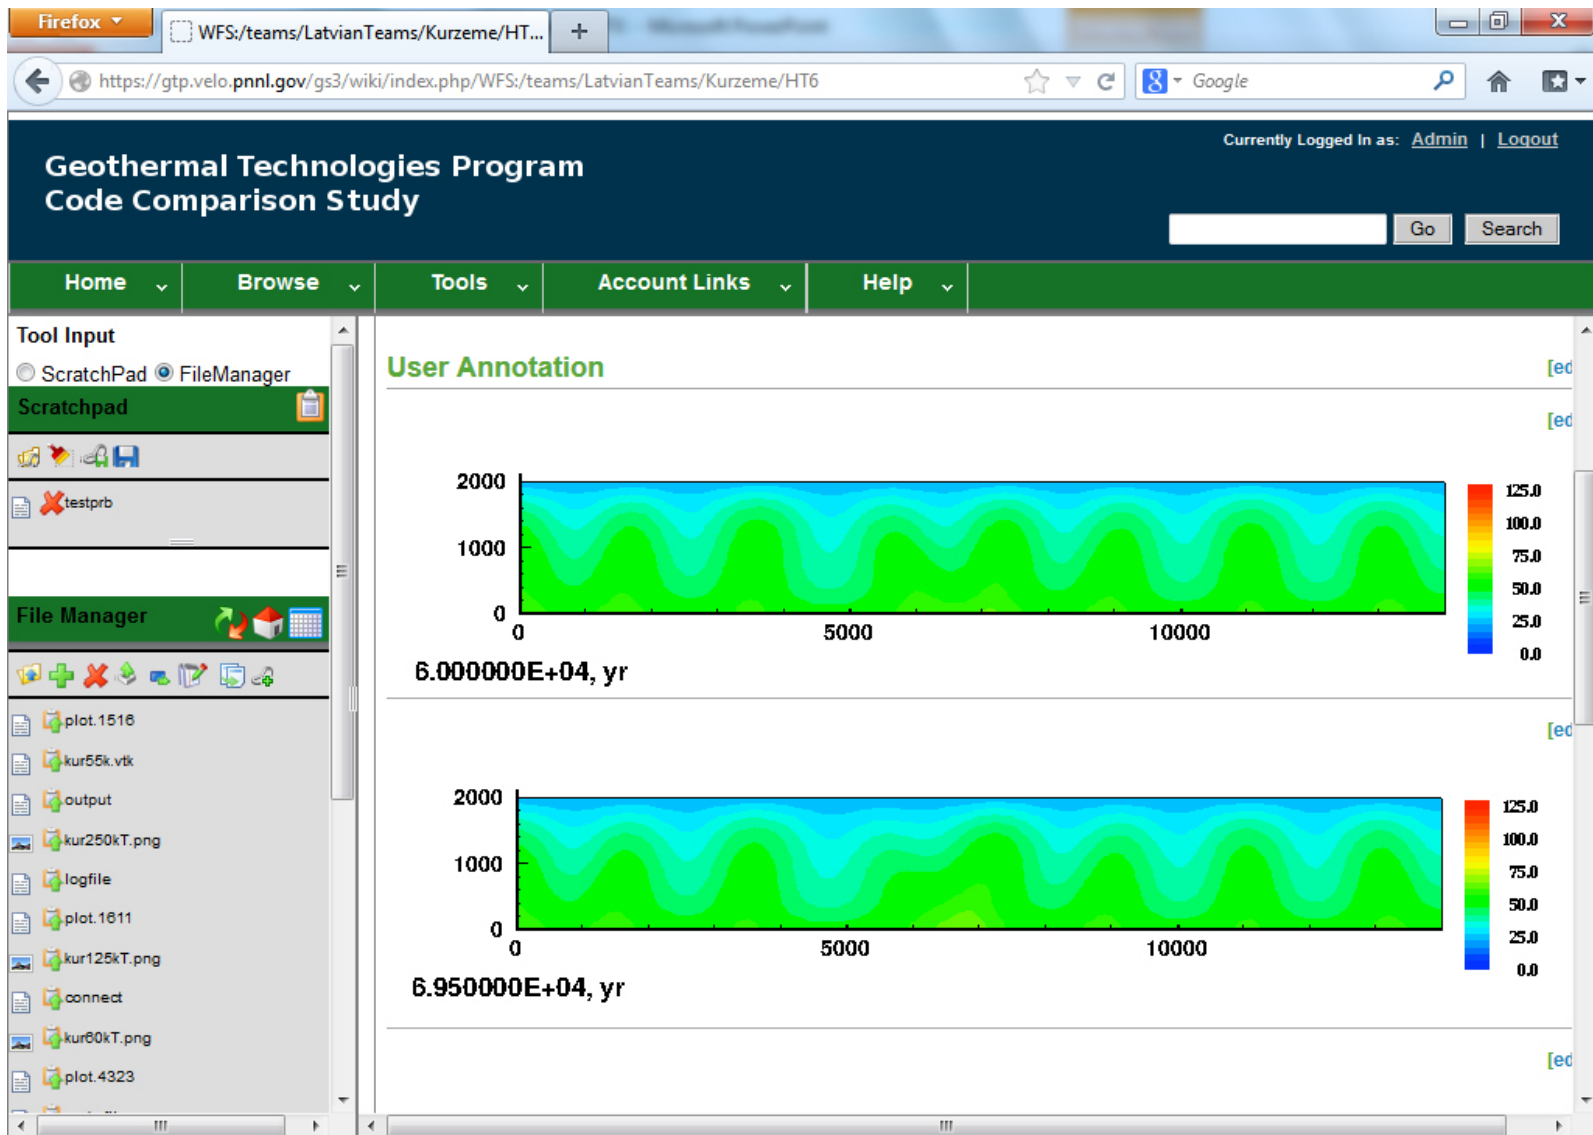 Firefox
WFS:/teams/LatvianTeams/Kurzeme/HT...
https://gtp.velo.pnnl.gov/gs3/wiki/index.php/WFS:/teams/LatvianTeams/Kurzeme/HT6
Google
Geothermal Technologies Program
Code Comparison Study
Currently Logged In as: Admin | Logout
Go Search
Home Browse Tools Account Links Help
Tool Input
ScratchPad FileManager
Scratchpad
testprb
File Manager
plot.1516
kur55k.vtk
output
kur250kT.png
logfile
plot.1611
kur125kT.png
connect
kur60kT.png
plot.4323
User Annotation
[ed
[ed
2000
1000
0
0 5000 10000
125.0
100.0
75.0
50.0
25.0
0.0
6.000000E+04, yr
[ed
2000
1000
0
0 5000 10000
125.0
100.0
75.0
50.0
25.0
0.0
6.950000E+04, yr
[ed